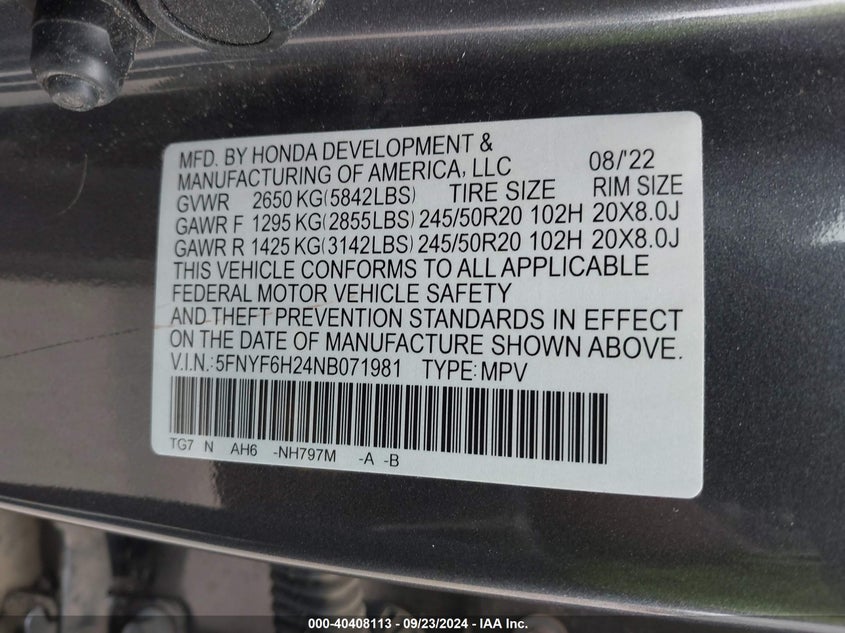 MFD. BY HONDA DEVELOPMENT &
MANUFACTURING OF AMERICA, LLC 08/'22
GVWR 2650 KG(5842LBS) TIRE SIZE RIM SIZE
GAWR F 1295 KG(2855LBS) 245/50R20 102H 20X8.0J
GAWR R 1425 KG(3142LBS) 245/50R20 102H 20X8.0J
THIS VEHICLE CONFORMS TO ALL APPLICABLE
FEDERAL MOTOR VEHICLE SAFETY
AND THEFT PREVENTION STANDARDS IN EFFECT
ON THE DATE OF MANUFACTURE SHOWN ABOVE.
V.I.N.:5FNYF6H24NB071981 TYPE:MPV
TG7 N AH6 -NH797M -A -B
000-40408113 - 09/23/2024 - IAA Inc.